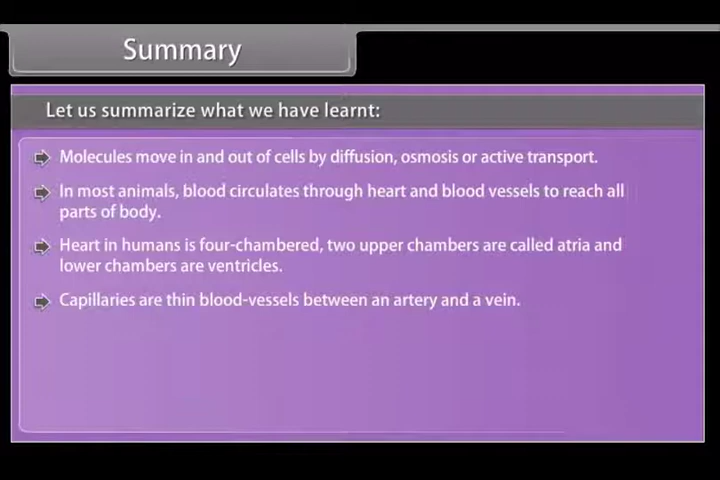 Summary
Let us summarize what we have learnt:
Molecules move in and out of cells by diffusion, osmosis or active transport.
In most animals, blood circulates through heart and blood vessels to reach all
parts of body.
Heart in humans is four-chambered, two upper chambers are called atria and
lower chambers are ventricles.
Capillaries are thin blood-vessels between an artery and a vein.